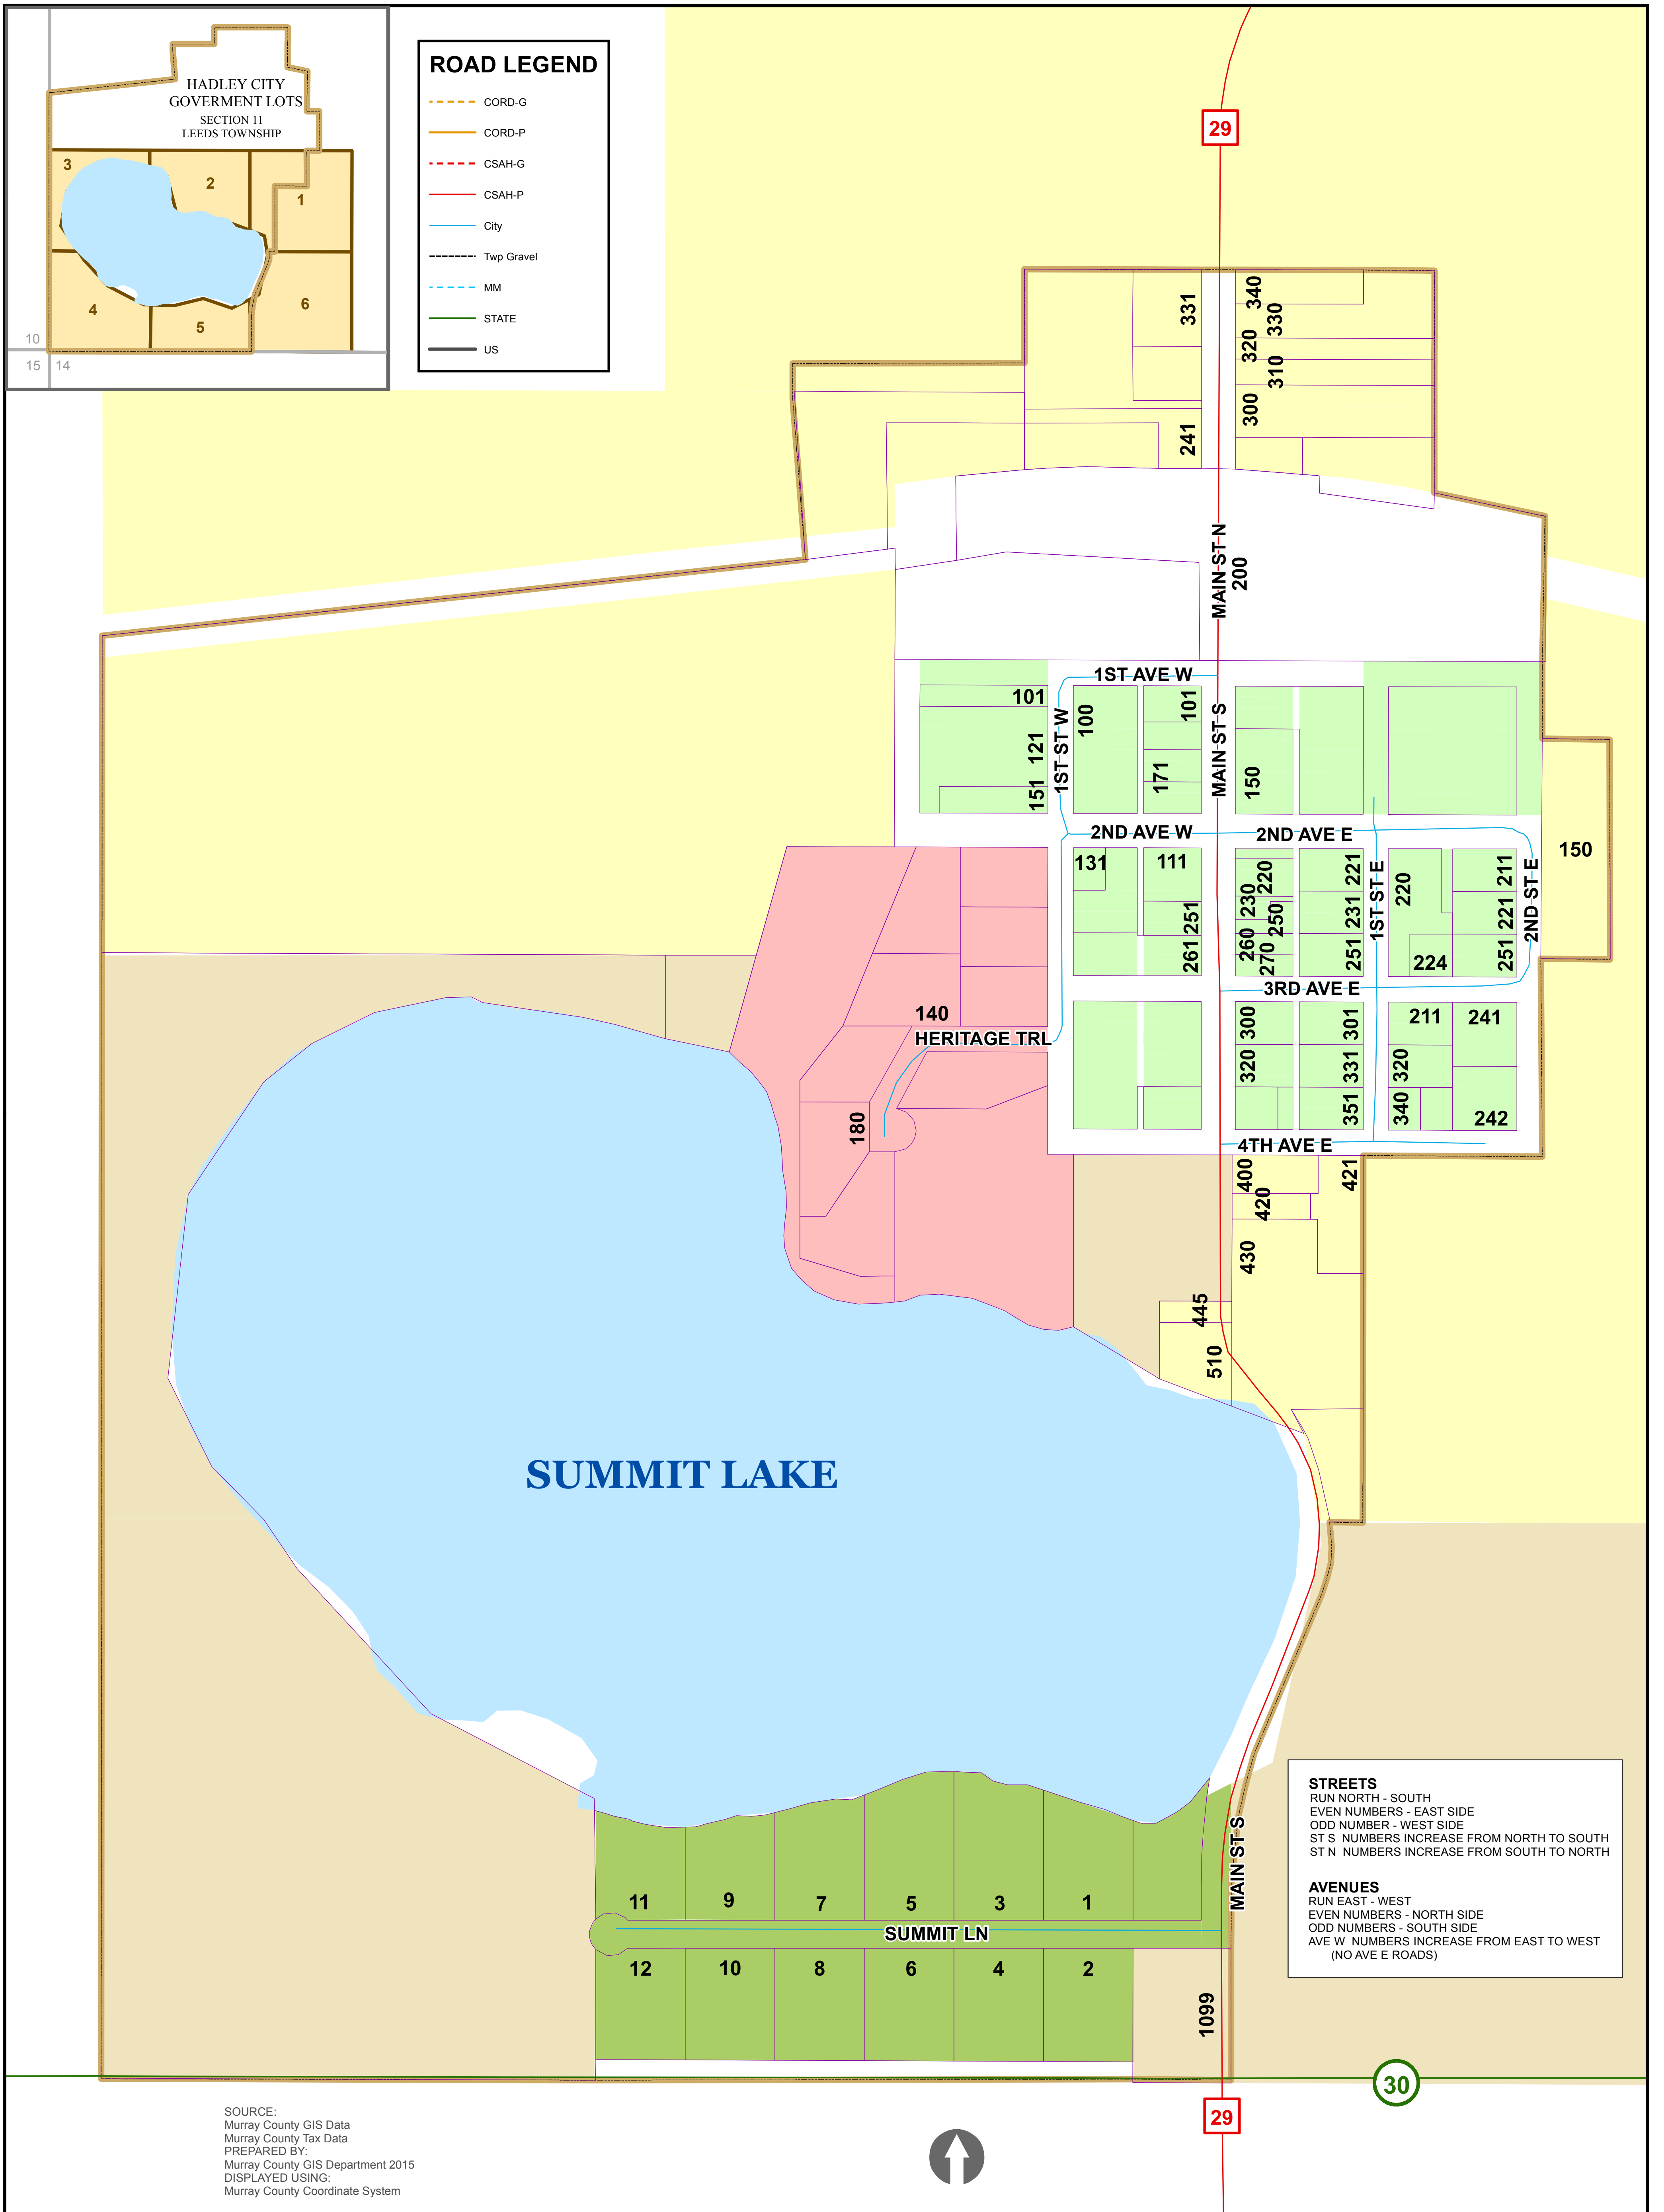 HADLEY CITY
GOVERMENT LOTS
SECTION 11
LEEDS TOWNSHIP
3
2
1
4
5
6
10
15
14
ROAD LEGEND
CORD-G
CORD-P
CSAH-G
CSAH-P
City
Twp Gravel
MM
STATE
US
29
331
340
330
320
310
300
241
MAIN ST N
200
1ST AVE W
101
100
101
121
1ST ST W
MAIN ST S
171
150
151
2ND AVE W
2ND AVE E
150
131
111
220
221
220
211
230
250
231
1ST ST E
221
2ND ST E
251
261
260
270
251
224
251
3RD AVE E
140
HERITAGE TRL
300
301
211
241
320
331
320
351
340
242
180
4TH AVE E
400
420
421
430
445
510
SUMMIT LAKE
STREETS
RUN NORTH - SOUTH
EVEN NUMBERS - EAST SIDE
ODD NUMBER - WEST SIDE
ST S NUMBERS INCREASE FROM NORTH TO SOUTH
ST N NUMBERS INCREASE FROM SOUTH TO NORTH
AVENUES
RUN EAST - WEST
EVEN NUMBERS - NORTH SIDE
ODD NUMBERS - SOUTH SIDE
AVE W NUMBERS INCREASE FROM EAST TO WEST
(NO AVE E ROADS)
MAIN ST S
11
9
7
5
3
1
SUMMIT LN
12
10
8
6
4
2
1099
30
29
SOURCE:
Murray County GIS Data
Murray County Tax Data
PREPARED BY:
Murray County GIS Department 2015
DISPLAYED USING:
Murray County Coordinate System